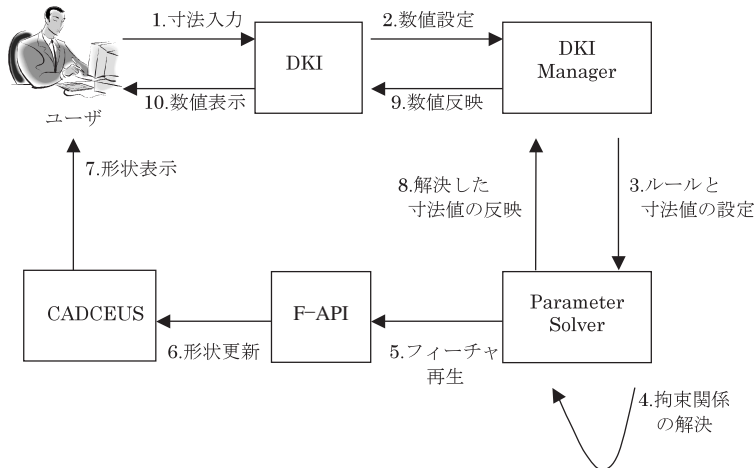 1.寸法入力
2.数値設定
DKI
DKI
Manager
10.数値表示
9.数値反映
ユーザ
7.形状表示
8.解決した
寸法値の反映
3.ルールと
寸法値の設定
CADCEUS
F-API
Parameter
Solver
6.形状更新
5.フィーチャ
再生
4.拘束関係
の解決